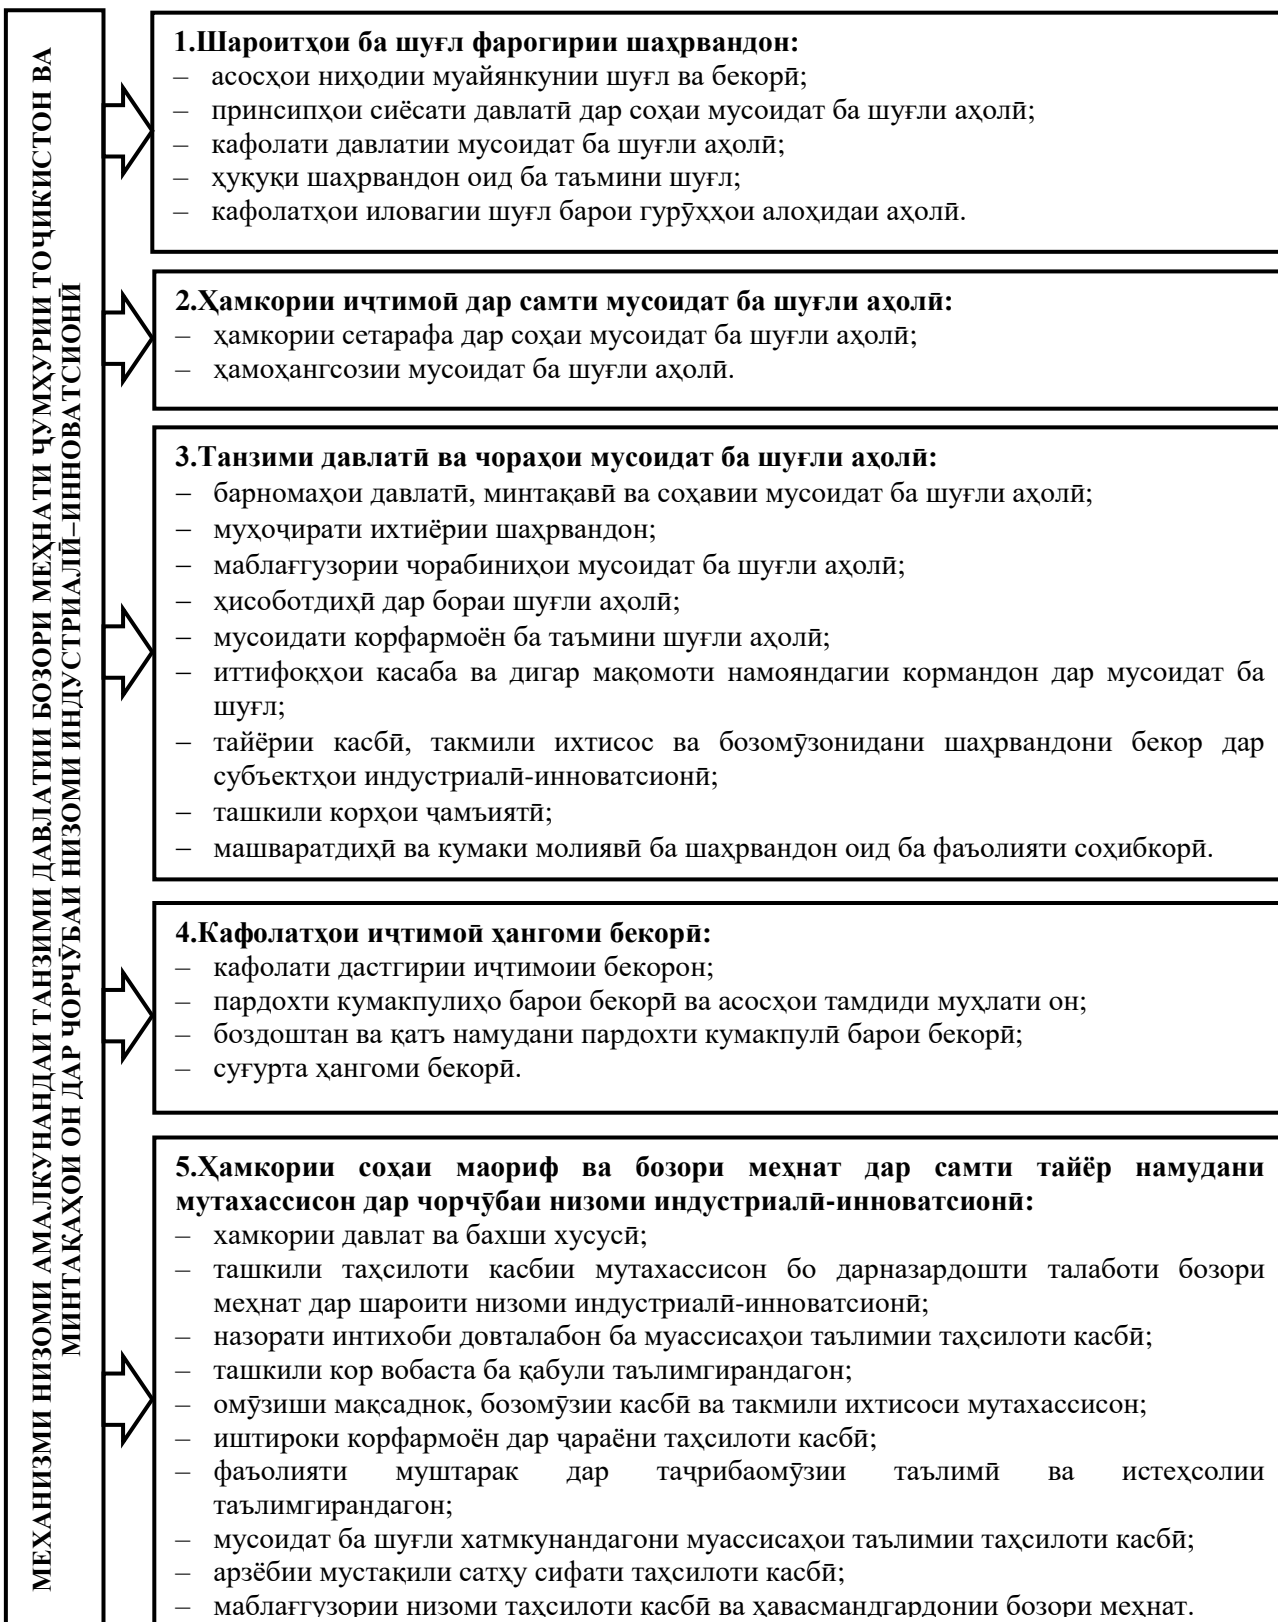 МЕХАНИЗМИ НИЗОМИ АМАЛКУНАНДАИ ТАНЗИМИ ДАВЛАТИИ БОЗОРИ МЕҲНАТИ ҶУМҲУРИИ ТОҶИКИСТОН ВА
МИНТАҚАҲОИ ОН ДАР ЧОРЧӮБАИ НИЗОМИ ИНДУСТРИАЛӢ–ИННОВАТСИОНӢ
1.Шароитҳои ба шуғл фарогирии шаҳрвандон:
– асосҳои ниҳодии муайянкунии шуғл ва бекорӣ;
– принсипҳои сиёсати давлатӣ дар соҳаи мусоидат ба шуғли аҳолӣ;
– кафолати давлатии мусоидат ба шуғли аҳолӣ;
– ҳуқуқи шаҳрвандон оид ба таъмини шуғл;
– кафолатҳои иловагии шуғл барои гурӯҳҳои алоҳидаи аҳолӣ.
2.Ҳамкории иҷтимоӣ дар самти мусоидат ба шуғли аҳолӣ:
– ҳамкории сетарафа дар соҳаи мусоидат ба шуғли аҳолӣ;
– ҳамоҳангсозии мусоидат ба шуғли аҳолӣ.
3.Танзими давлатӣ ва чораҳои мусоидат ба шуғли аҳолӣ:
– барномаҳои давлатӣ, минтақавӣ ва соҳавии мусоидат ба шуғли аҳолӣ;
– муҳоҷирати ихтиёрии шаҳрвандон;
– маблағгузории чорабиниҳои мусоидат ба шуғли аҳолӣ;
– ҳисоботдиҳӣ дар бораи шуғли аҳолӣ;
– мусоидати корфармоён ба таъмини шуғли аҳолӣ;
– иттифоқҳои касаба ва дигар мақомоти намояндагии кормандон дар мусоидат ба
шуғл;
– тайёрии касбӣ, такмили ихтисос ва бозомӯзонидани шаҳрвандони бекор дар
субъектҳои индустриалӣ-инноватсионӣ;
– ташкили корҳои ҷамъиятӣ;
– машваратдиҳӣ ва кумаки молиявӣ ба шаҳрвандон оид ба фаъолияти соҳибкорӣ.
4.Кафолатҳои иҷтимоӣ ҳангоми бекорӣ:
– кафолати дастгирии иҷтимоии бекорон;
– пардохти кумакпулиҳо барои бекорӣ ва асосҳои тамдиди муҳлати он;
– боздоштан ва қатъ намудани пардохти кумакпулӣ барои бекорӣ;
– суғурта ҳангоми бекорӣ.
5.Ҳамкории соҳаи маориф ва бозори меҳнат дар самти тайёр намудани
мутахассисон дар чорчӯбаи низоми индустриалӣ-инноватсионӣ:
– хамкории давлат ва бахши хусусӣ;
– ташкили таҳсилоти касбии мутахассисон бо дарназардошти талаботи бозори
меҳнат дар шароити низоми индустриалӣ-инноватсионӣ;
– назорати интихоби довталабон ба муассисаҳои таълимии таҳсилоти касбӣ;
– ташкили кор вобаста ба қабули таълимгирандагон;
– омӯзиши мақсаднок, бозомӯзии касбӣ ва такмили ихтисоси мутахассисон;
– иштироки корфармоён дар ҷараёни таҳсилоти касбӣ;
– фаъолияти муштарак дар таҷрибаомӯзии таълимӣ ва истеҳсолии
таълимгирандагон;
– мусоидат ба шуғли хатмкунандагони муассисаҳои таълимии таҳсилоти касбӣ;
– арзёбии мустақили сатҳу сифати таҳсилоти касбӣ;
– маблағгузории низоми таҳсилоти касбӣ ва ҳавасмандгардонии бозори меҳнат.